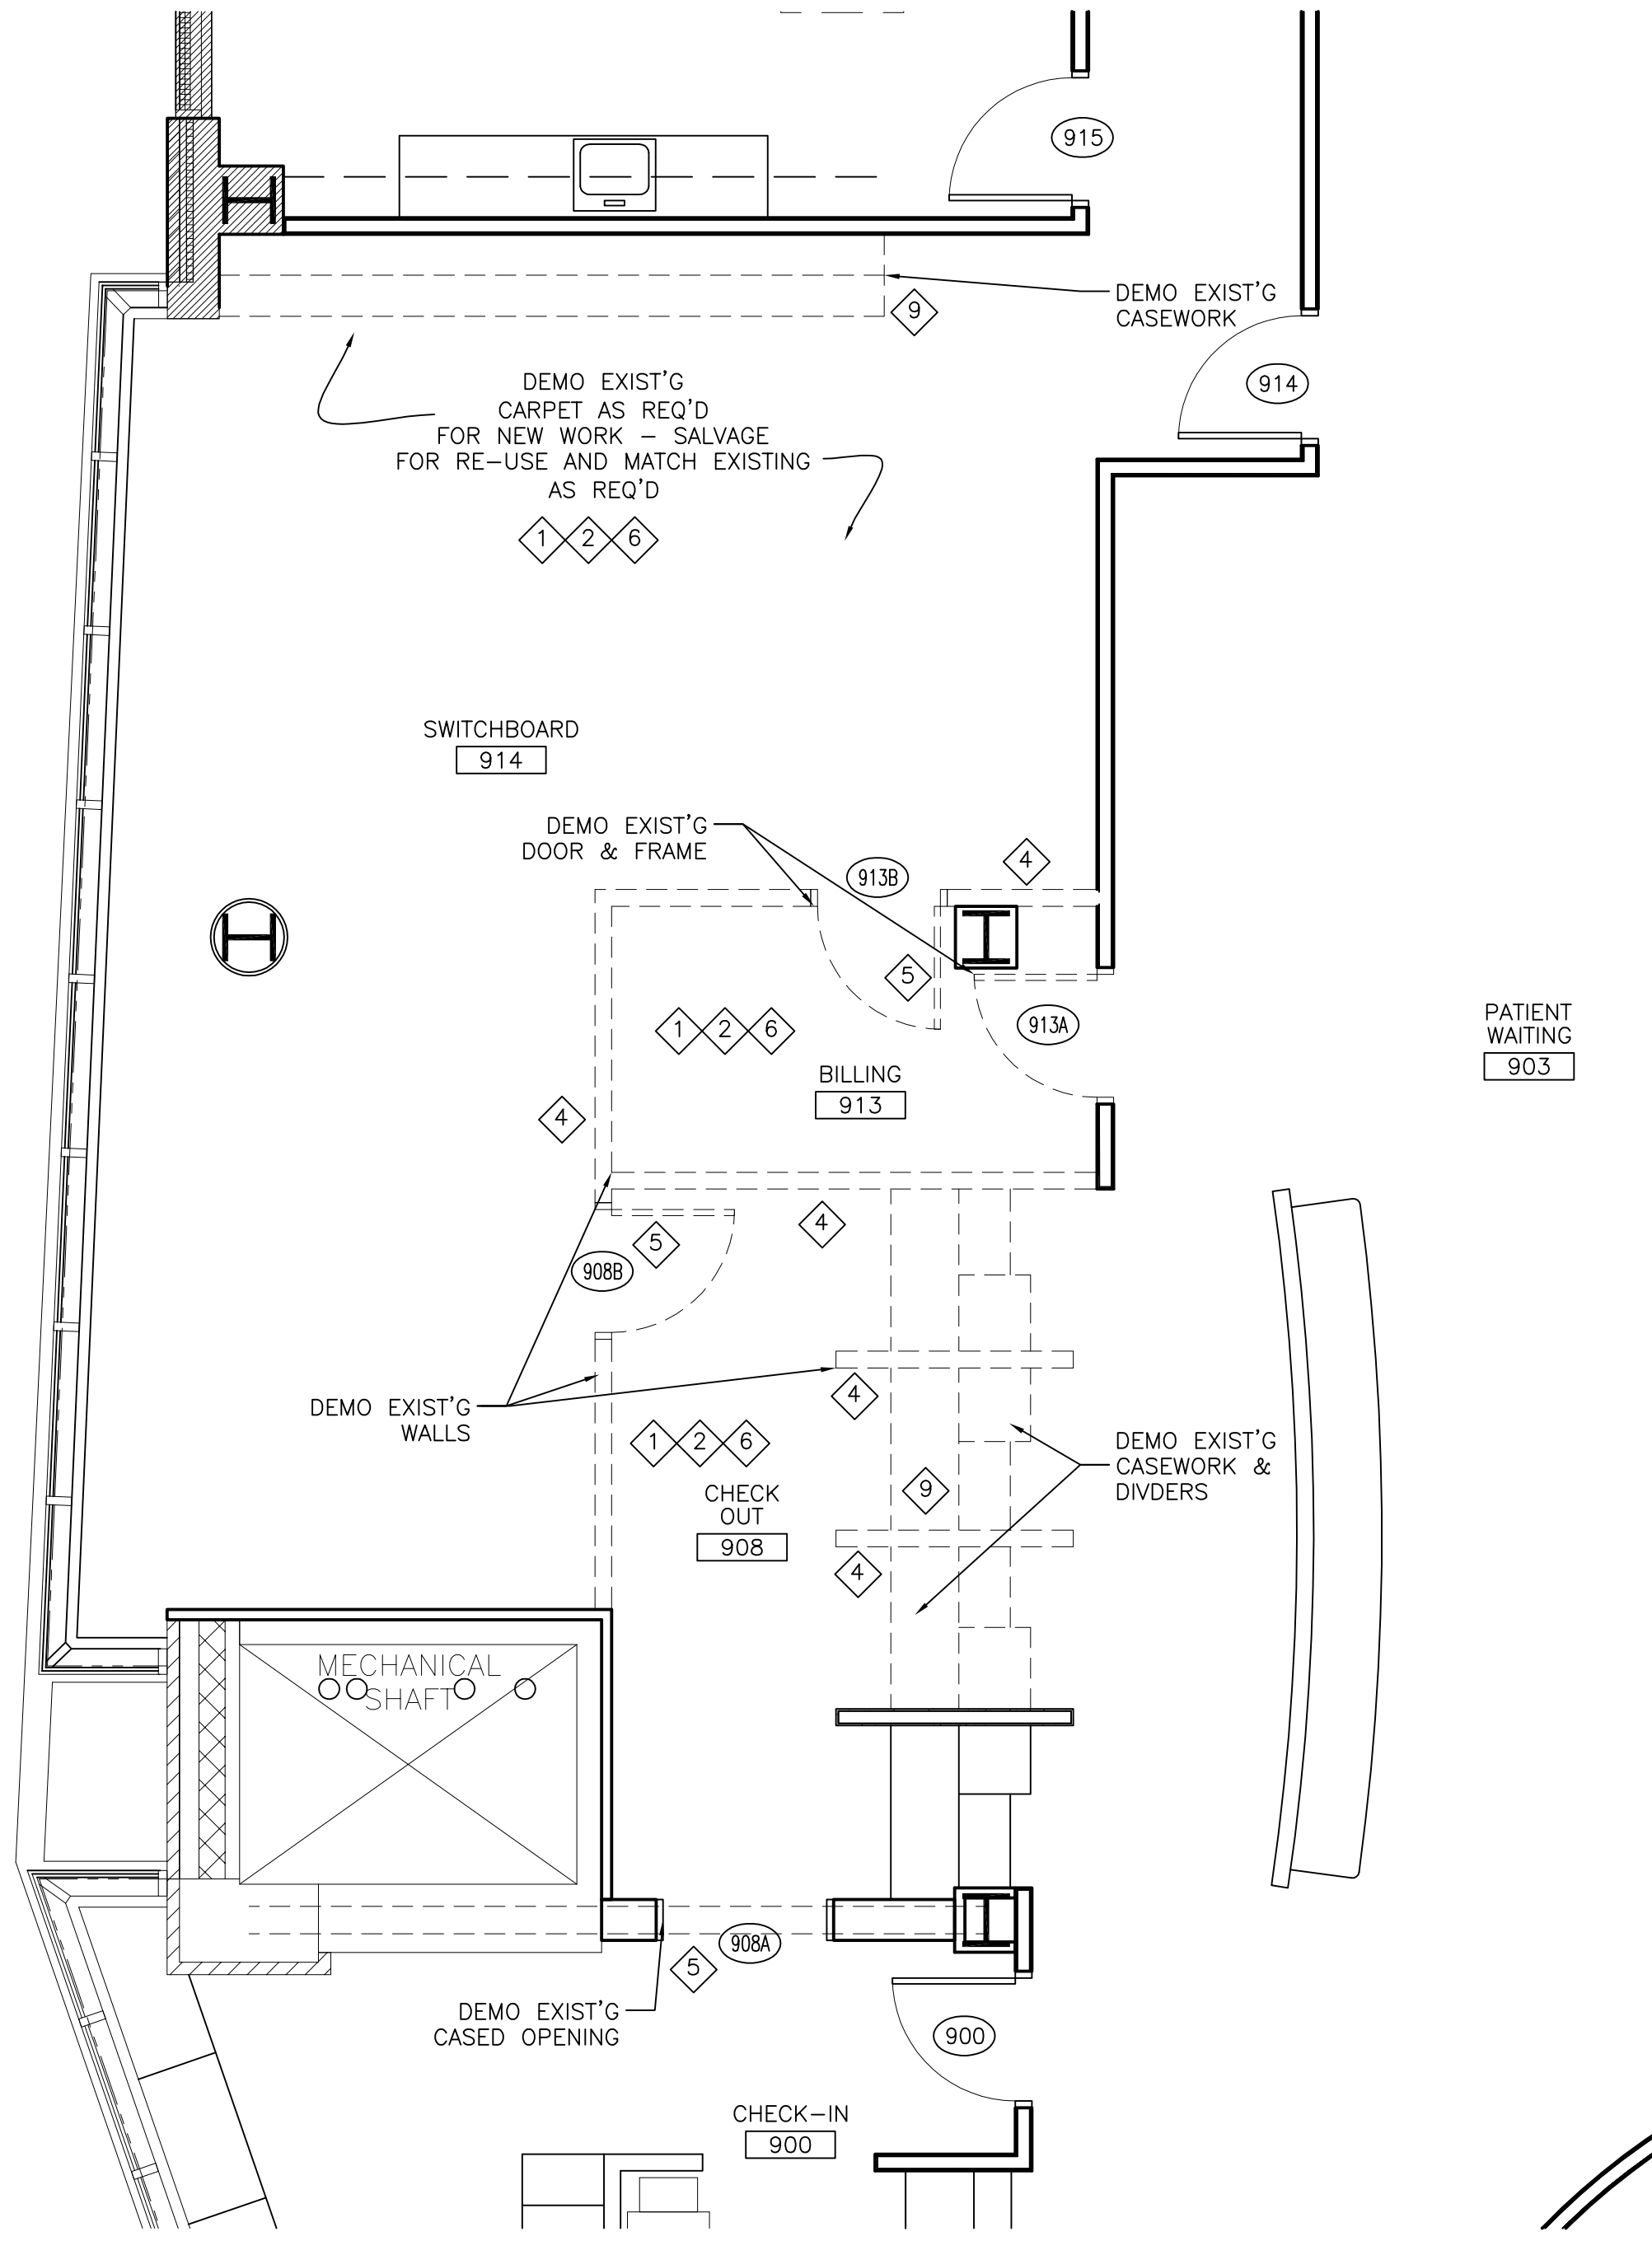 915
DEMO EXIST'G
CASEWORK
9
914
DEMO EXIST'G
CARPET AS REQ'D
FOR NEW WORK – SALVAGE
FOR RE–USE AND MATCH EXISTING
AS REQ'D
1 2 6
SWITCHBOARD
914
DEMO EXIST'G
DOOR & FRAME
913B
4
5
913A
1 2 6
PATIENT
WAITING
903
BILLING
913
4
4
5
908B
DEMO EXIST'G
WALLS
4
1 2 6
DEMO EXIST'G
CASEWORK &
DIVDERS
9
CHECK
OUT
908
4
MECHANICAL
SHAFT
908A
5
DEMO EXIST'G
CASED OPENING
900
CHECK–IN
900